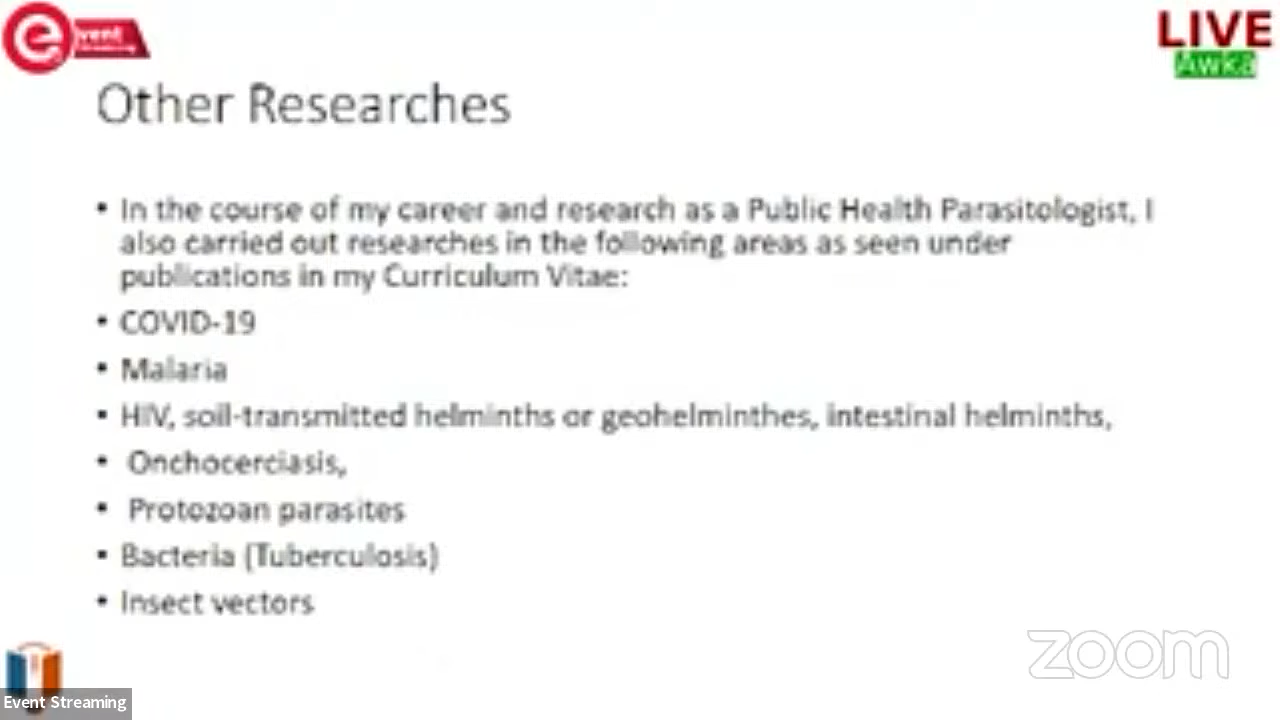 event
Streaming
LIVE
Awka
Other Researches
• In the course of my career and research as a Public Health Parasitologist, I
also carried out researches in the following areas as seen under
publications in my Curriculum Vitae:
• COVID-19
• Malaria
• HIV, soil-transmitted helminths or geohelminthes, intestinal helminths,
• Onchocerciasis,
• Protozoan parasites
• Bacteria (Tuberculosis)
• Insect vectors
zoom
Event Streaming